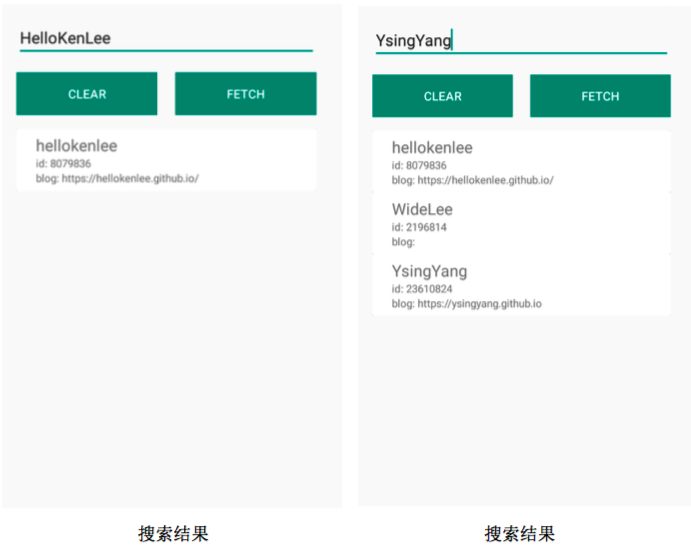 HelloKenLee
CLEAR
FETCH
hellokenlee
id: 8079836
blog: https://hellokenlee.github.io/
搜索结果
YsingYang
CLEAR
FETCH
hellokenlee
id: 8079836
blog: https://hellokenlee.github.io/
WideLee
id: 2196814
blog:
YsingYang
id: 23610824
blog: https://ysingyang.github.io
搜索结果